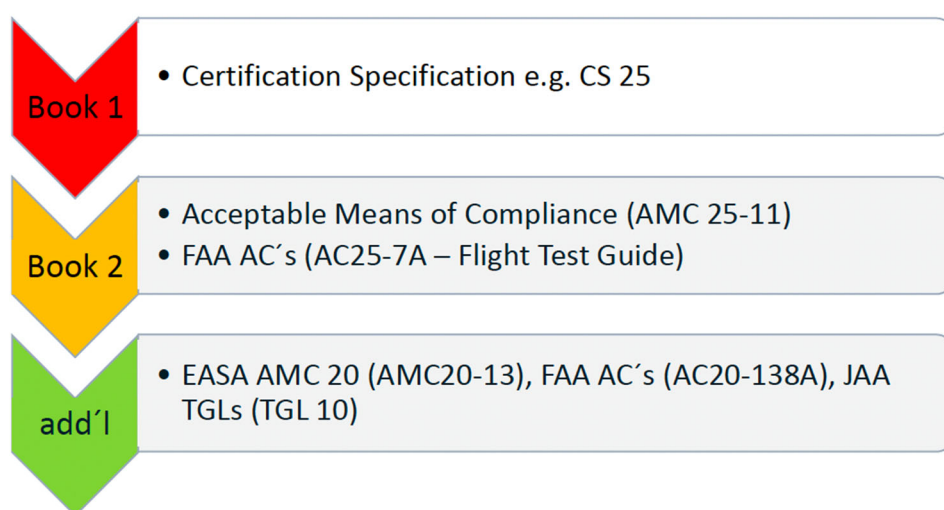 Book 1
• Certification Specification e.g. CS 25
Book 2
• Acceptable Means of Compliance (AMC 25-11)
• FAA AC´s (AC25-7A – Flight Test Guide)
add´l
• EASA AMC 20 (AMC20-13), FAA AC´s (AC20-138A), JAA
TGLs (TGL 10)